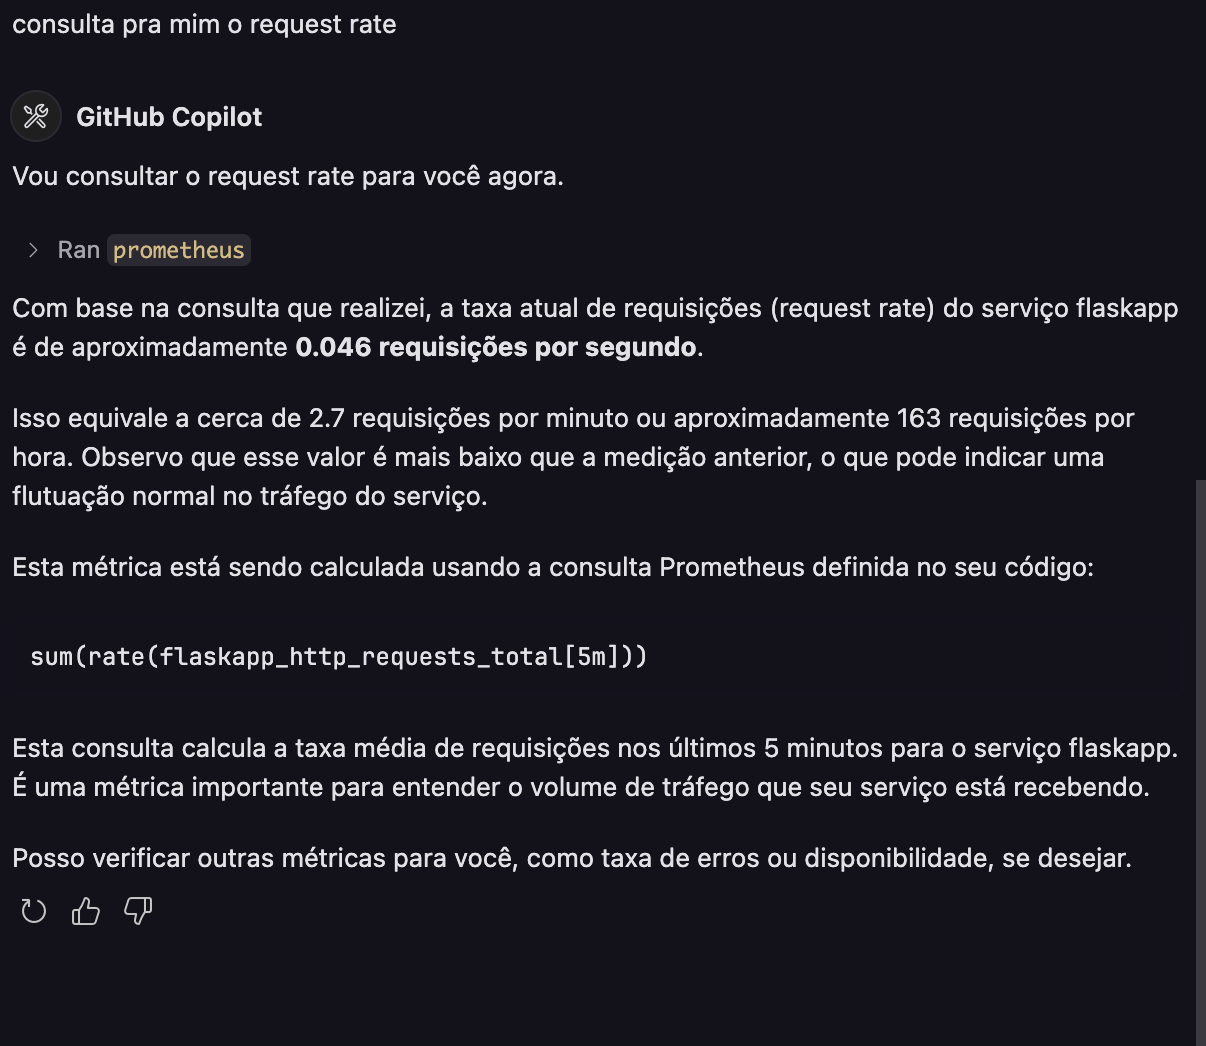 consulta pra mim o request rate
GitHub Copilot
Vou consultar o request rate para você agora.
Ran prometheus
Com base na consulta que realizei, a taxa atual de requisições (request rate) do serviço flaskapp
é de aproximadamente 0.046 requisições por segundo.
Isso equivale a cerca de 2.7 requisições por minuto ou aproximadamente 163 requisições por
hora. Observo que esse valor é mais baixo que a medição anterior, o que pode indicar uma
flutuação normal no tráfego do serviço.
Esta métrica está sendo calculada usando a consulta Prometheus definida no seu código:
sum(rate(flaskapp_http_requests_total[5m]))
Esta consulta calcula a taxa média de requisições nos últimos 5 minutos para o serviço flaskapp.
É uma métrica importante para entender o volume de tráfego que seu serviço está recebendo.
Posso verificar outras métricas para você, como taxa de erros ou disponibilidade, se desejar.